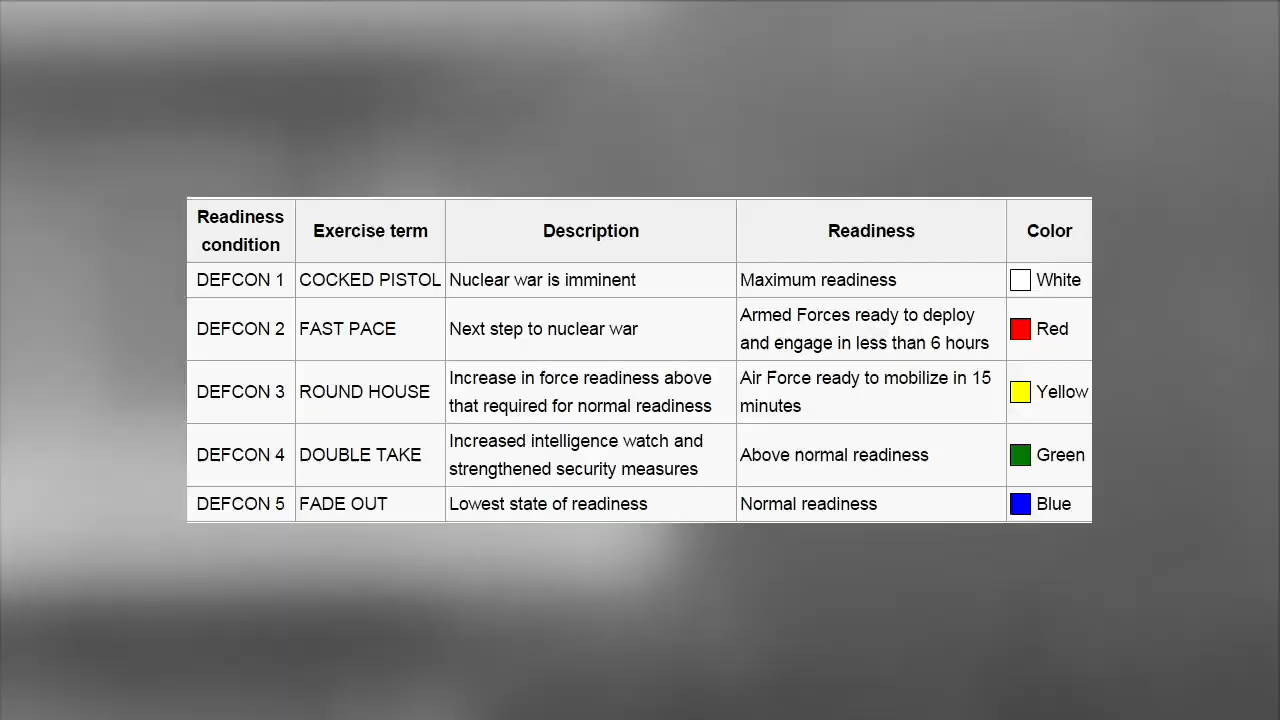 Readiness condition Exercise term Description Readiness Color
DEFCON 1 COCKED PISTOL Nuclear war is imminent Maximum readiness White
DEFCON 2 FAST PACE Next step to nuclear war Armed Forces ready to deploy and engage in less than 6 hours Red
DEFCON 3 ROUND HOUSE Increase in force readiness above that required for normal readiness Air Force ready to mobilize in 15 minutes Yellow
DEFCON 4 DOUBLE TAKE Increased intelligence watch and strengthened security measures Above normal readiness Green
DEFCON 5 FADE OUT Lowest state of readiness Normal readiness Blue